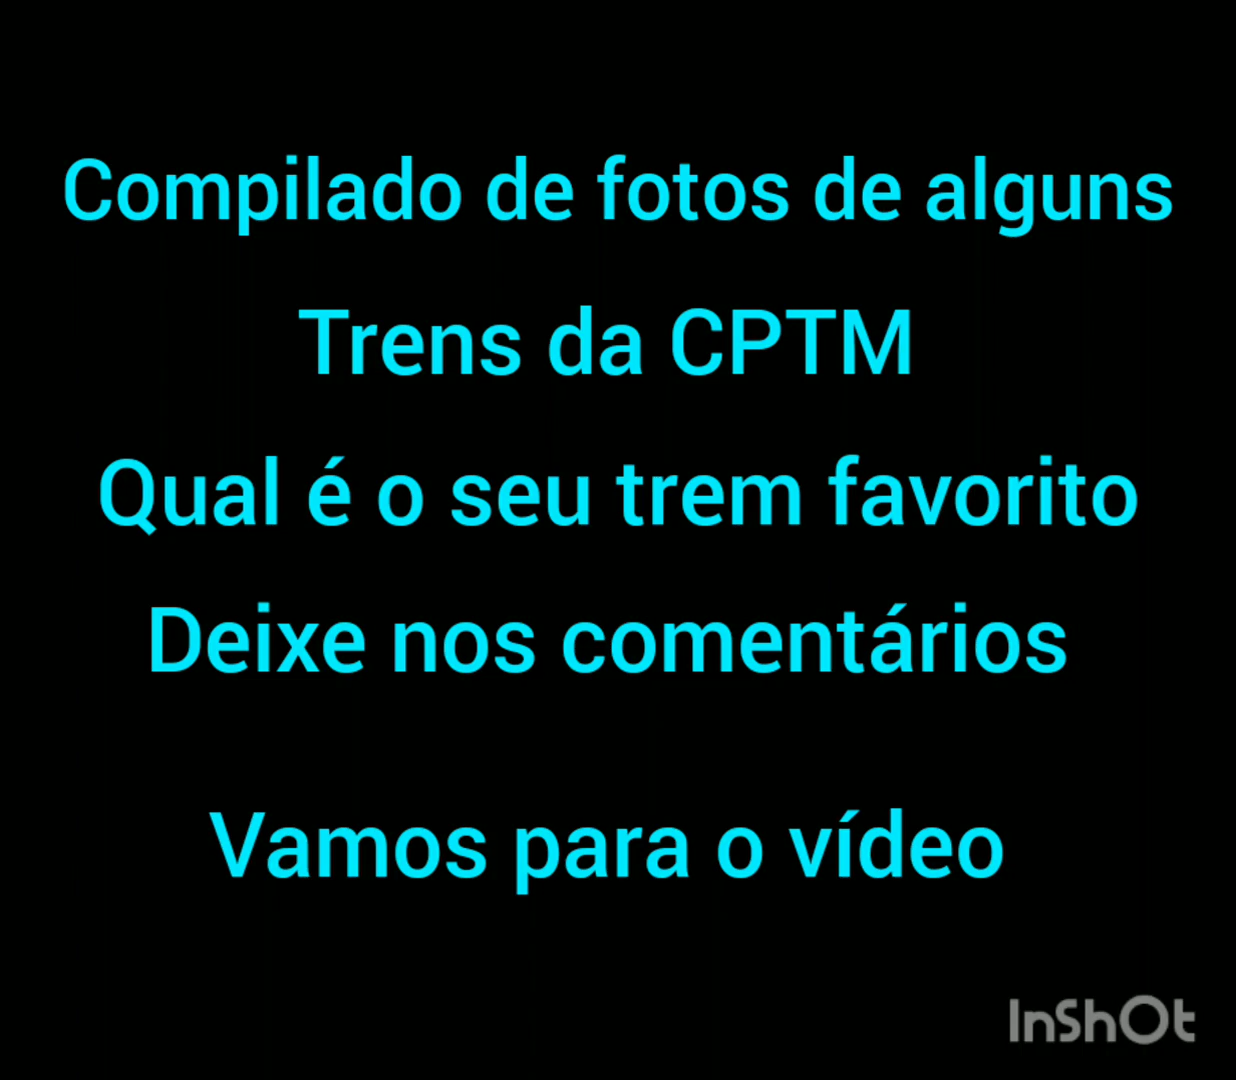 Compilado de fotos de alguns
Trens da CPTM
Qual é o seu trem favorito
Deixe nos comentários
Vamos para o vídeo
InShOt